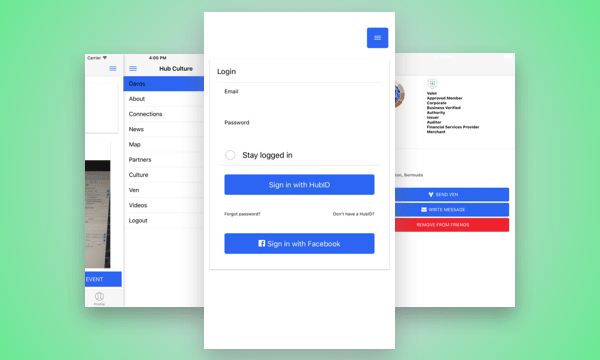 Carrier
4:00 PM
Hub Culture
Davos
About
Connections
News
Map
Partners
Culture
Ven
Videos
Logout
EVENT
Profile
Login
Email
Password
Stay logged in
Sign in with HubID
Forgot password?
Don't have a HubID?
Sign in with Facebook
Valet
Approved Member
Corporate
Business Verified
Authority
Issuer
Auditor
Financial Services Provider
Merchant
Bermuda
SEND VEN
WRITE MESSAGE
REMOVE FROM FRIENDS